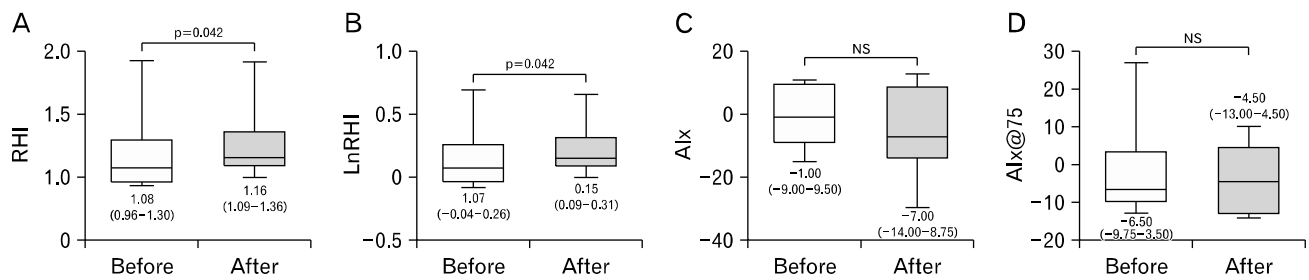 A
RHI
2.0
1.5
1.0
0
p=0.042
1.08
(0.96−1.30)
1.16
(1.09−1.36)
Before
After
B
LnRHI
1.0
0.5
0
−0.5
p=0.042
1.07
(−0.04−0.26)
0.15
(0.09−0.31)
Before
After
C
AIx
20
0
−20
−40
NS
−1.00
(−9.00−9.50)
−7.00
(−14.00−8.75)
Before
After
D
AIx@75
30
20
10
0
−10
−20
NS
−6.50
(−9.75−3.50)
−4.50
(−13.00−4.50)
Before
After